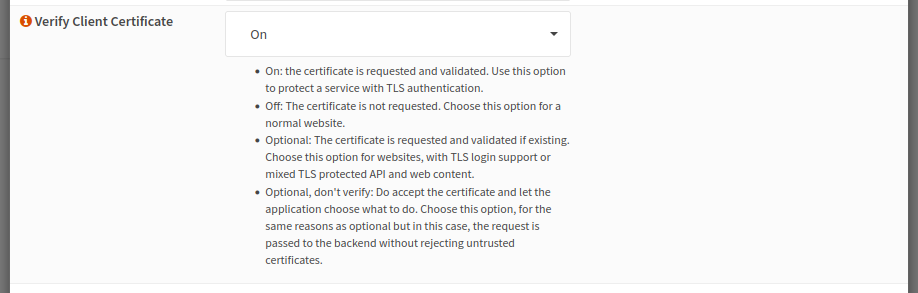 Verify Client Certificate
On
• On: the certificate is requested and validated. Use this option
to protect a service with TLS authentication.
• Off: The certificate is not requested. Choose this option for a
normal website.
• Optional: The certificate is requested and validated if existing.
Choose this option for websites, with TLS login support or
mixed TLS protected API and web content.
• Optional, don't verify: Do accept the certificate and let the
application choose what to do. Choose this option, for the
same reasons as optional but in this case, the request is
passed to the backend without rejecting untrusted
certificates.